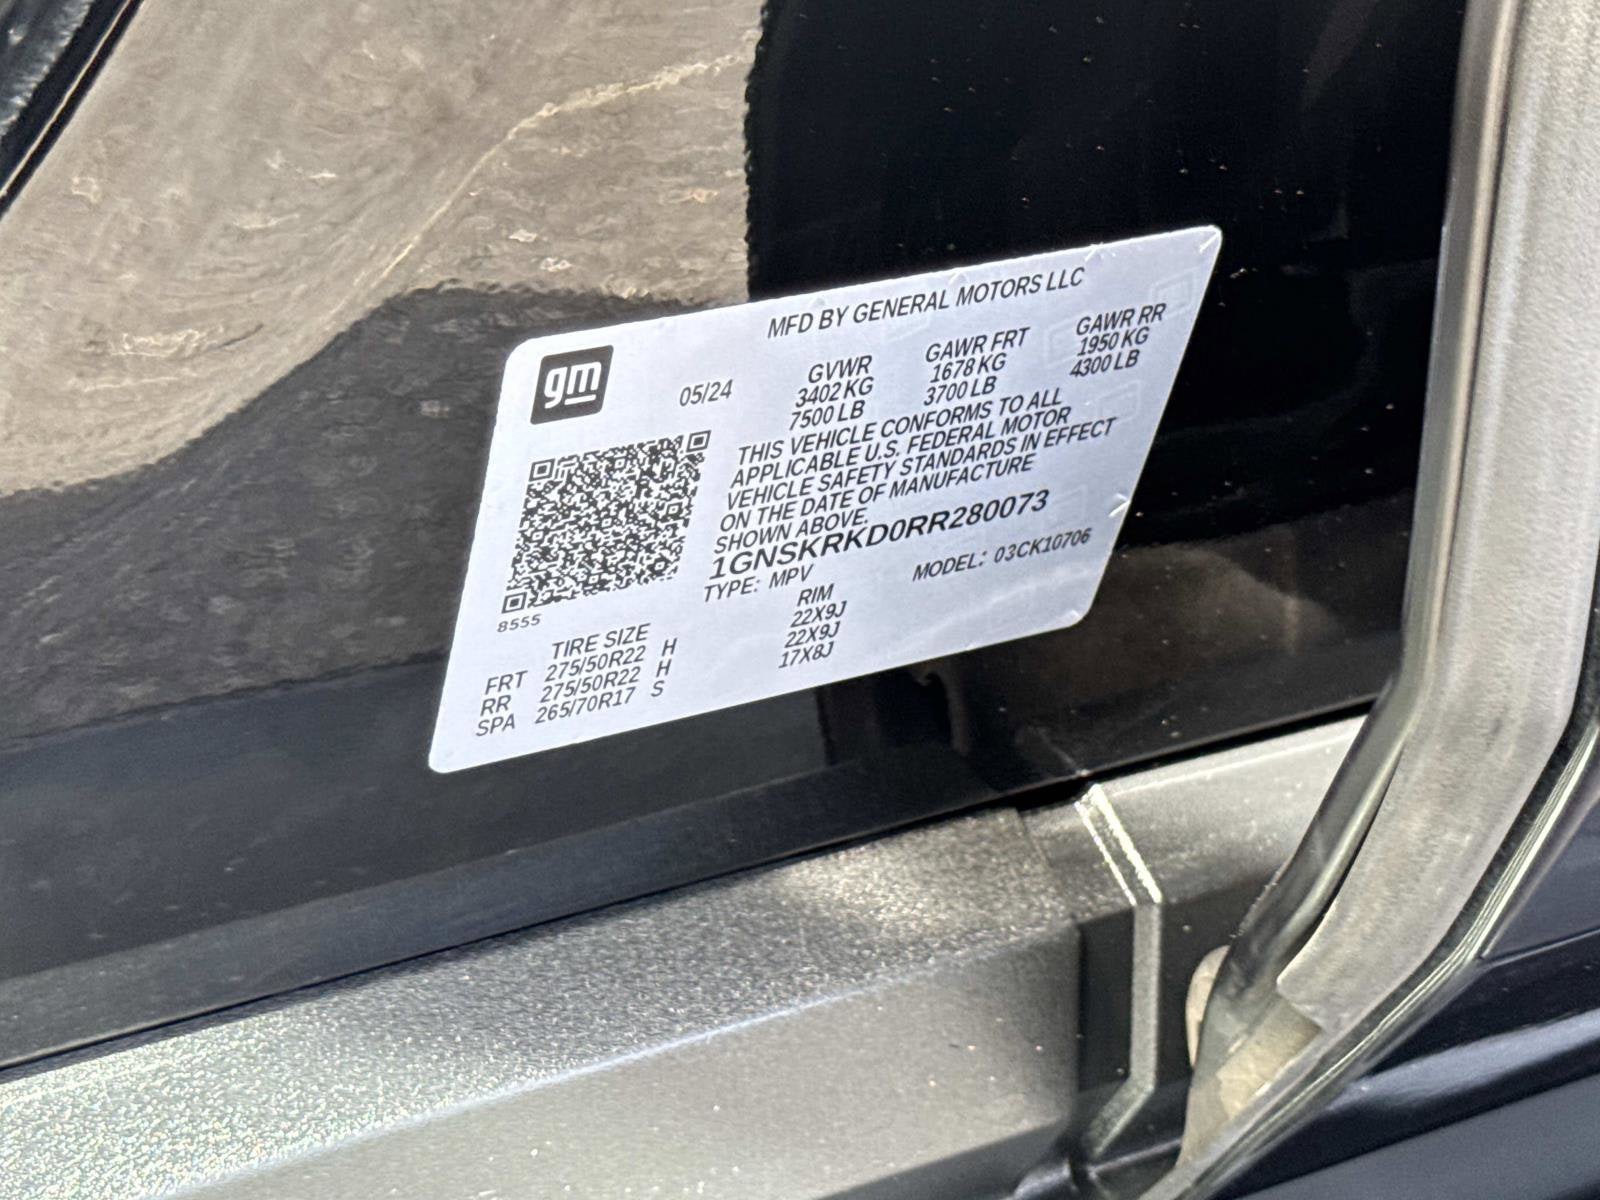 MFD BY GENERAL MOTORS LLC
gm
05/24
GVWR GAWR FRT GAWR RR
3402KG 1678 KG 1950 KG
7500 LB 3700 LB 4300 LB
THIS VEHICLE CONFORMS TO ALL
APPLICABLE U.S. FEDERAL MOTOR
VEHICLE SAFETY STANDARDS IN EFFECT
ON THE DATE OF MANUFACTURE
SHOWN ABOVE.
1GNSKRKD0RR280073
TYPE: MPV MODEL: 03CK10706
8555
TIRE SIZE RIM
FRT 275/50R22 H 22X9J
RR 275/50R22 H 22X9J
SPA 265/70R17 S 17X8J